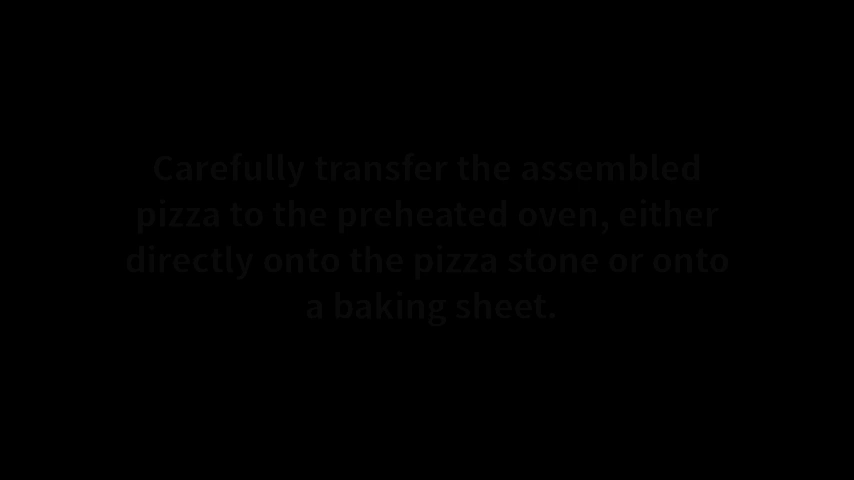 Carefully transfer the assembled
pizza to the preheated oven, either
directly onto the pizza stone or onto
a baking sheet.